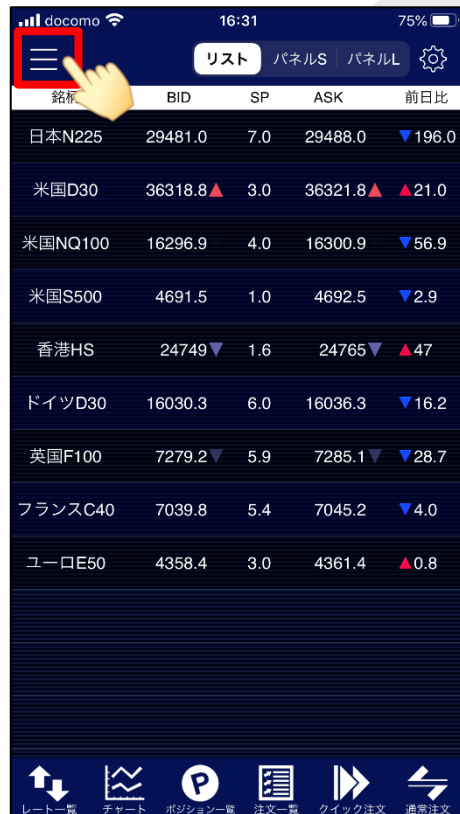 docomo 16:31 75%
リスト パネルS パネルL
銘柄 BID SP ASK 前日比
日本N225 29481.0 7.0 29488.0 ▼196.0
米国D30 36318.8▲ 3.0 36321.8▲ ▲21.0
米国NQ100 16296.9 4.0 16300.9 ▼56.9
米国S500 4691.5 1.0 4692.5 ▼2.9
香港HS 24749▼ 1.6 24765▼ ▲47
ドイツD30 16030.3 6.0 16036.3 ▼16.2
英国F100 7279.2▼ 5.9 7285.1▼ ▼28.7
フランスC40 7039.8 5.4 7045.2 ▼4.0
ユーロE50 4358.4 3.0 4361.4 ▲0.8
P
レート一覧 チャート ポジション一覧 注文一覧 クイック注文 通常注文